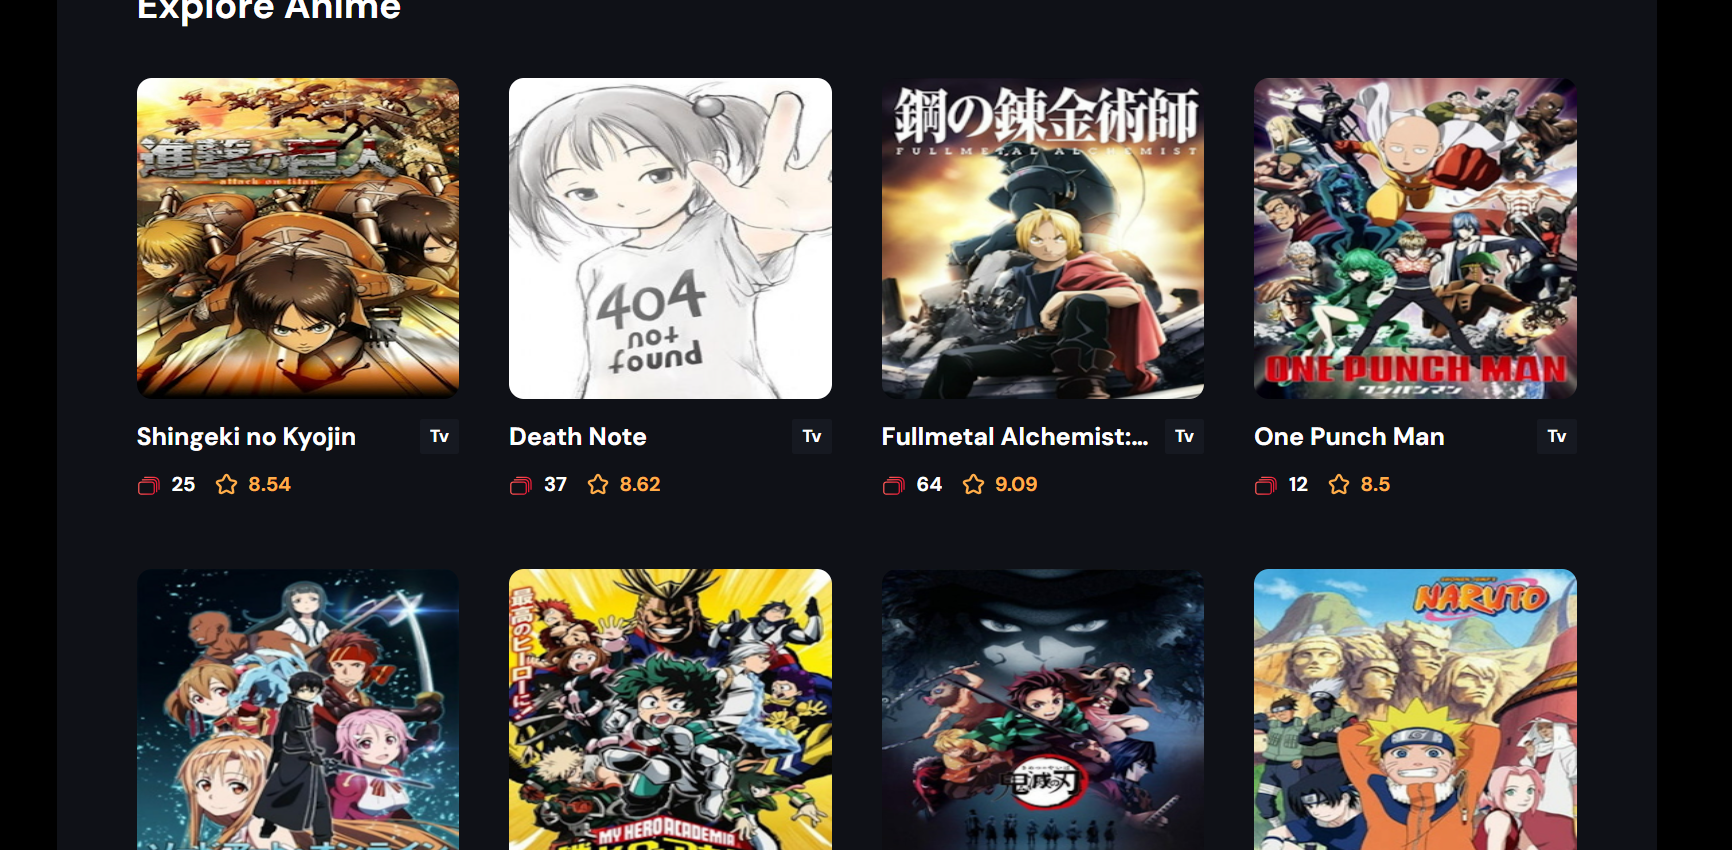 Explore Anime
進撃の巨人
attack on titan
404
not
found
鋼の錬金術師
FULLMETAL ALCHEMIST
ONE PUNCH MAN
ワンパンマン
Shingeki no Kyojin
Tv
25
8.54
Death Note
Tv
37
8.62
Fullmetal Alchemist:...
Tv
64
9.09
One Punch Man
Tv
12
8.5
最高のヒーローに!
MY HERO ACADEMIA
鬼滅の刃
NARUTO